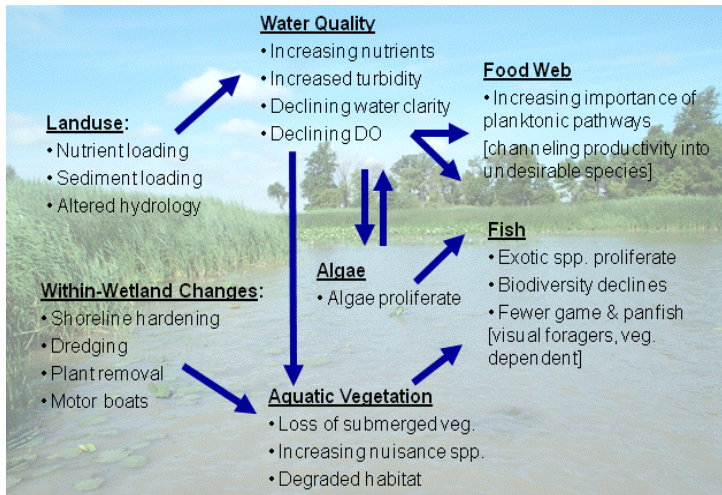 Water Quality
• Increasing nutrients
• Increased turbidity
• Declining water clarity
• Declining DO
Food Web
• Increasing importance of
planktonic pathways
[channeling productivity into
undesirable species]
Landuse:
• Nutrient loading
• Sediment loading
• Altered hydrology
Fish
• Exotic spp. proliferate
• Biodiversity declines
• Fewer game & panfish
[visual foragers, veg.
dependent]
Algae
• Algae proliferate
Within-Wetland Changes:
• Shoreline hardening
• Dredging
• Plant removal
• Motor boats
Aquatic Vegetation
• Loss of submerged veg.
• Increasing nuisance spp.
• Degraded habitat